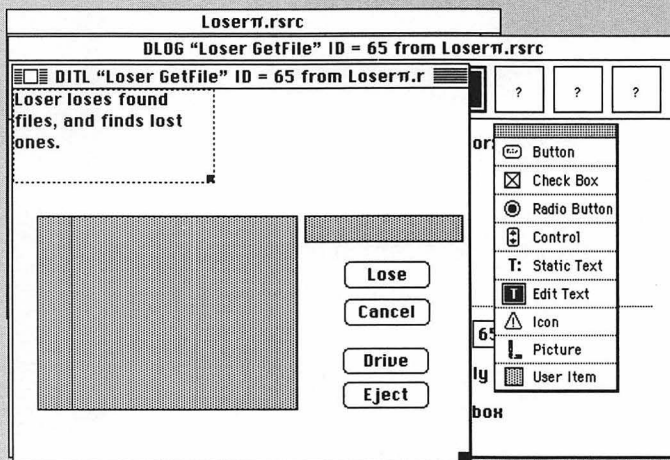 Loserπ.rsrc
DLOG “Loser GetFile” ID = 65 from Loserπ.rsrc
DITL “Loser GetFile” ID = 65 from Loserπ.r
Loser loses found
files, and finds lost
ones.
Lose
Cancel
Drive
Eject
? ? ?
or
Button
Check Box
Radio Button
Control
T: Static Text
T Edit Text
Icon
Picture
User Item
65
ly
box